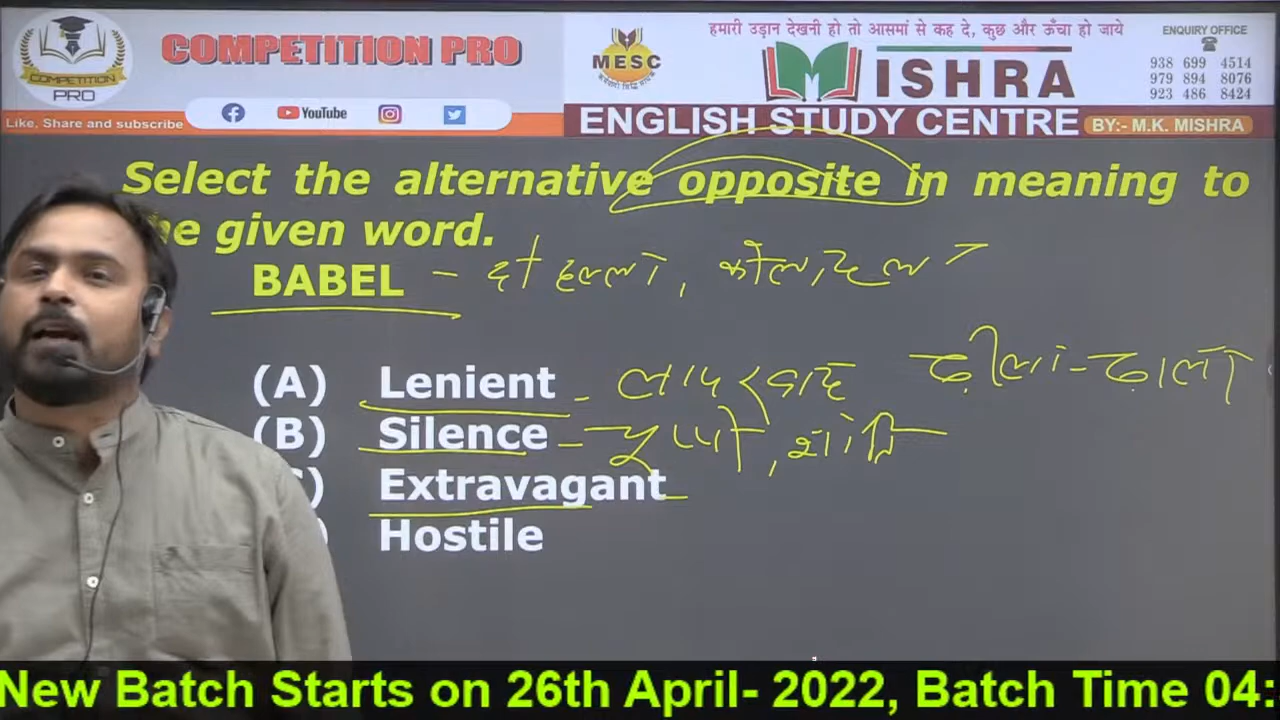 COMPETITION PRO
COMPETITION
PRO
Like, Share and subscribe
YouTube
MESC
हमारी उड़ान देखनी हो तो आसमां से कह दे, कुछ और ऊँचा हो जाये
MISHRA
ENGLISH STUDY CENTRE
BY:- M.K. MISHRA
ENQUIRY OFFICE
938 699 4514
979 894 8076
923 486 8424
Select the alternative opposite in meaning to
he given word.
BABEL -
(A) Lenient - लापरवाह ढीला-ढाला
(B) Silence - चुप्पी, शांति
) Extravagant -
) Hostile
New Batch Starts on 26th April- 2022, Batch Time 04: